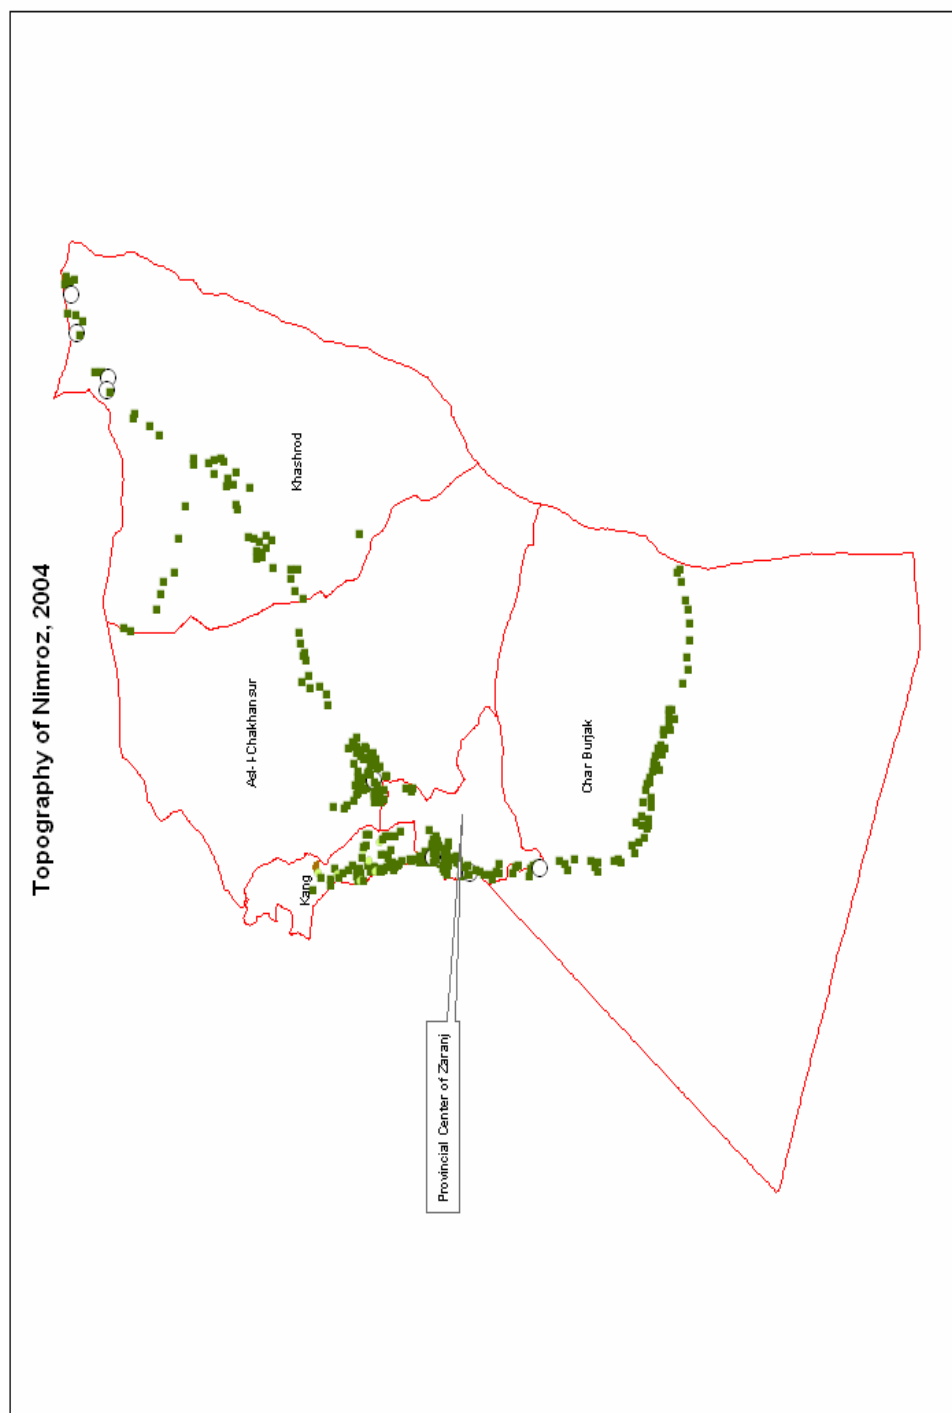 Topography of Nimroz, 2004
Khashrod
Asl-I-Chakhansur
Kang
Char Burjak
Provincial Center of Zaranj